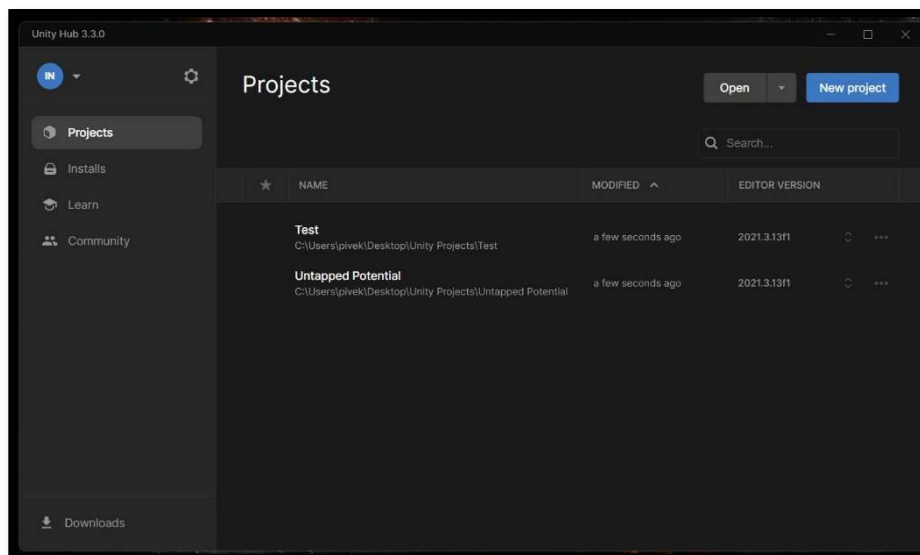 Unity Hub 3.3.0
IN
Projects
Installs
Learn
Community
Downloads
Projects
Open
New project
Search...
NAME MODIFIED EDITOR VERSION
Test
C:\Users\pivek\Desktop\Unity Projects\Test
a few seconds ago 2021.3.13f1
Untapped Potential
C:\Users\pivek\Desktop\Unity Projects\Untapped Potential
a few seconds ago 2021.3.13f1